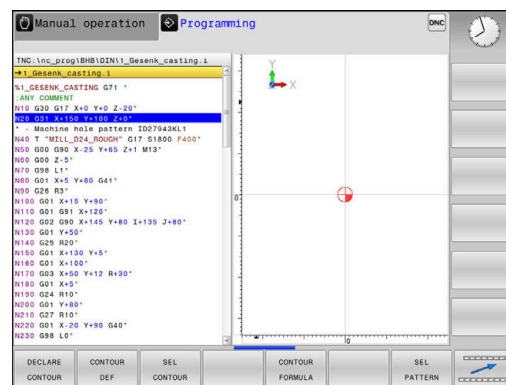 Manual operation
Programming
DNC
TNC:\nc_prog\BHB\DIN\1_Gesenk_casting.i
→1_Gesenk_casting.i
%1_GESENK_CASTING G71 *
;ANY COMMENT
N10 G30 G17 X+0 Y+0 Z-20*
N20 G31 X+150 Y+100 Z+0*
* - Machine hole pattern ID27943KL1
N40 T "MILL_D24_ROUGH" G17 S1800 F400*
N50 G00 G90 X-25 Y+65 Z+1 M13*
N60 G00 Z-5*
N70 G98 L1*
N80 G01 X+5 Y+80 G41*
N90 G26 R3*
N100 G01 X+15 Y+90*
N110 G01 G91 X+120*
N120 G02 G90 X+145 Y+80 I+135 J+80*
N130 G01 Y+50*
N140 G25 R20*
N150 G01 X+130 Y+5*
N160 G01 X+100*
N170 G03 X+50 Y+12 R+30*
N180 G01 X+5*
N190 G24 R10*
N200 G01 Y+80*
N210 G27 R10*
N220 G01 X-20 Y+90 G40*
N230 G98 L0*
Y
X
0
0
DECLARE CONTOUR
CONTOUR DEF
SEL CONTOUR
CONTOUR FORMULA
SEL PATTERN